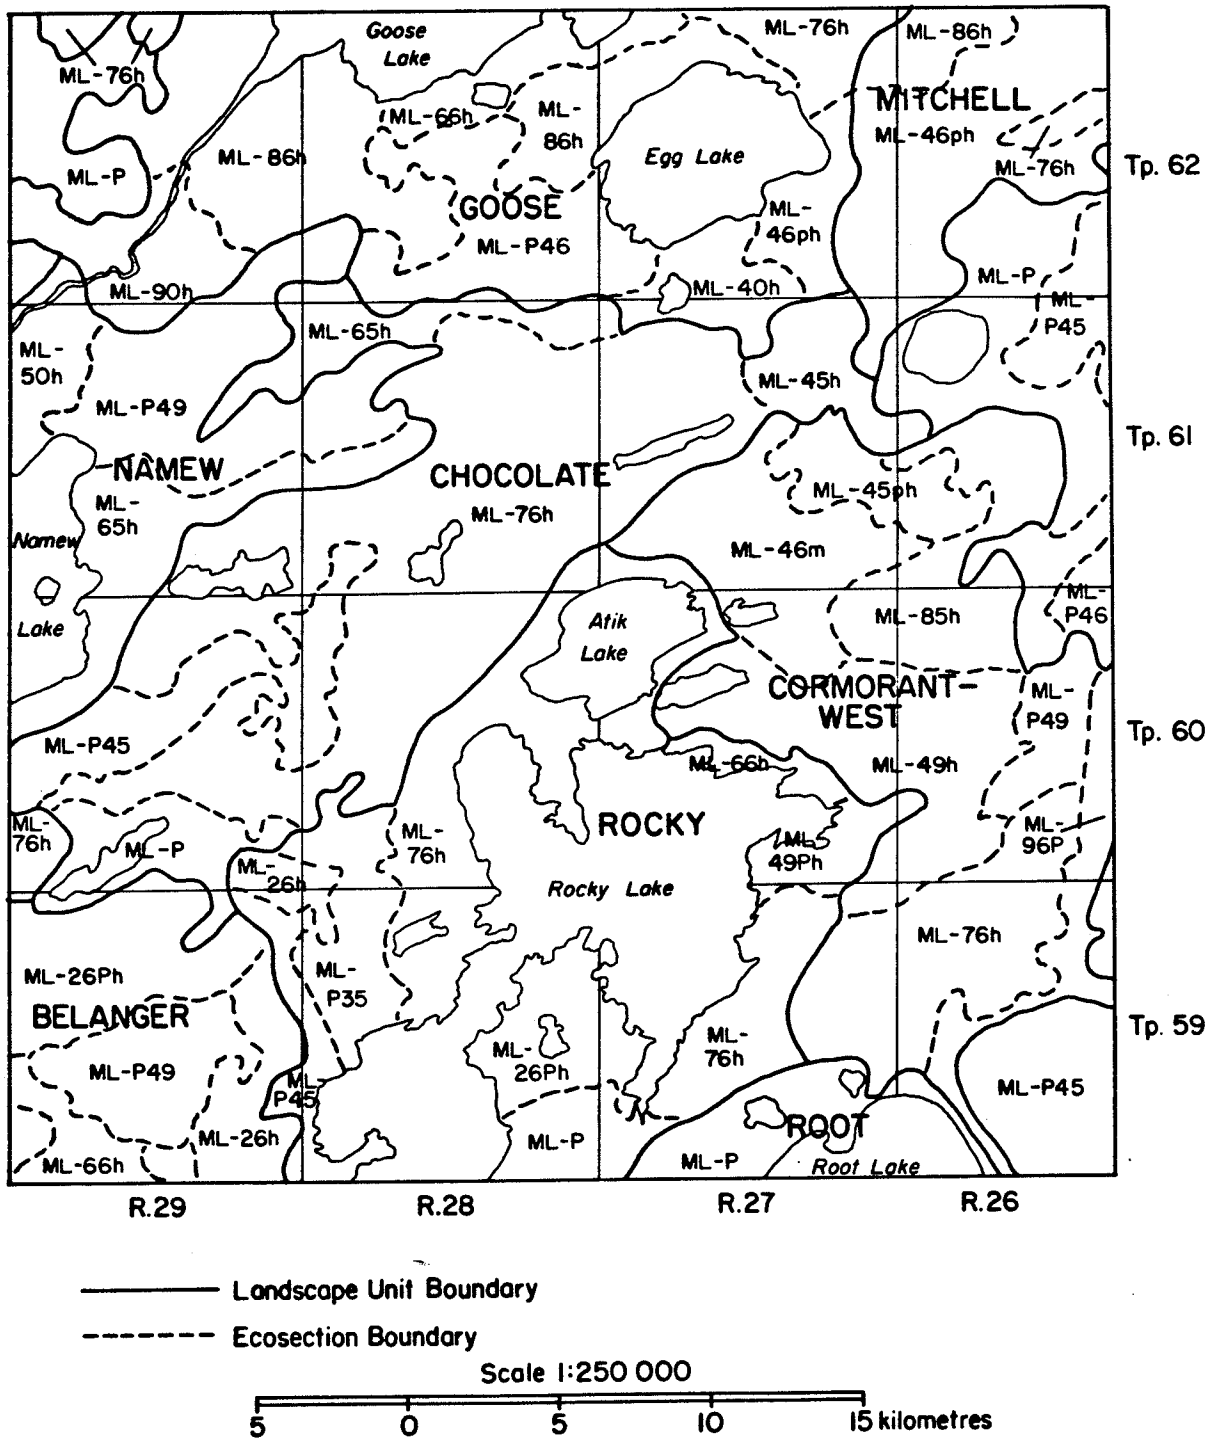 Goose
Lake
ML-76h
ML-86h
ML-76h
MITCHELL
ML-66h
ML-
86h
ML-46ph
ML-86h
Egg Lake
ML-76h
Tp. 62
ML-P
GOOSE
ML-
46ph
ML-P46
ML-P
ML-90h
ML-40h
ML-
P45
ML-65h
ML-
50h
ML-45h
ML-P49
Tp. 61
NAMEW
CHOCOLATE
ML-45ph
ML-
65h
ML-76h
Namew
Lake
ML-46m
Atik
Lake
ML-85h
ML-
P46
CORMORANT-
WEST
ML-
P49
ML-P45
Tp. 60
ML-66h
ML-49h
ML-
76h
ML-
76h
ROCKY
ML-
96P
ML-P
ML-
49Ph
ML-
26h
Rocky Lake
ML-76h
ML-26Ph
ML-
P35
BELANGER
Tp. 59
ML-
26Ph
ML-
76h
ML-P49
ML-P45
ML-
P45
ROOT
ML-26h
ML-P
ML-66h
ML-P
Root Lake
R.29
R.28
R.27
R.26
Landscape Unit Boundary
Ecosection Boundary
Scale 1:250 000
5 0 5 10 15 kilometres